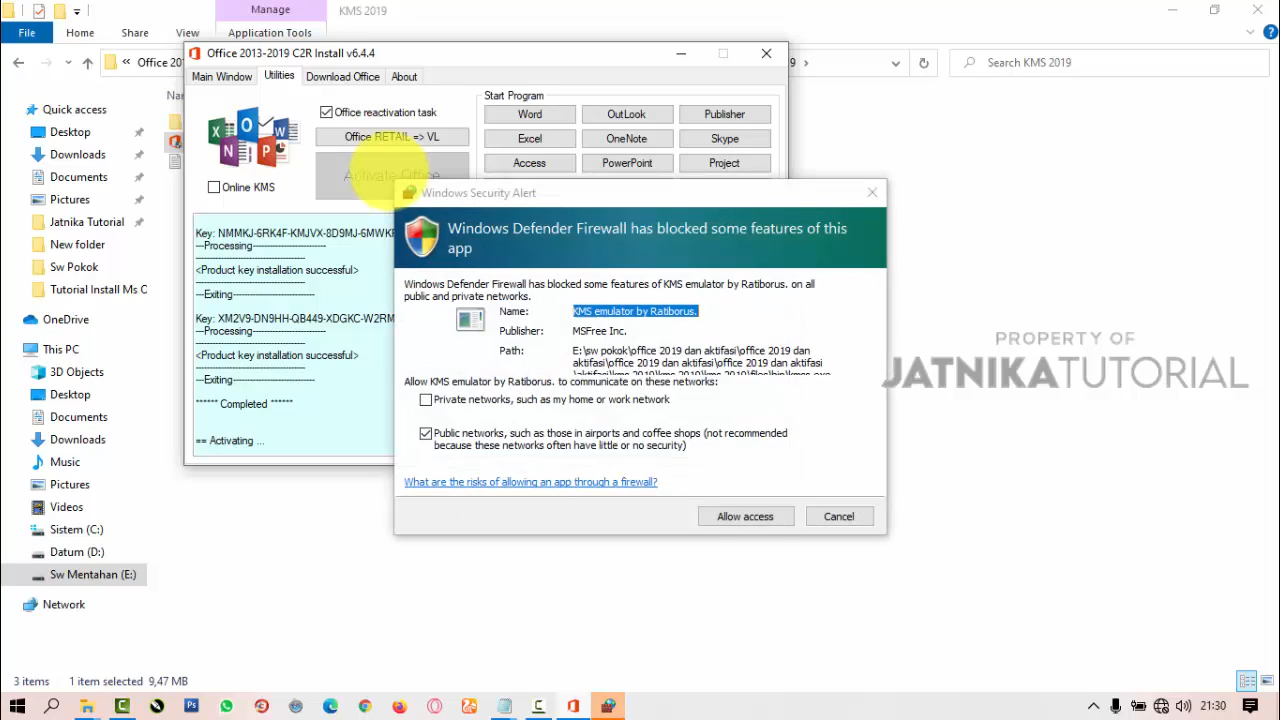 Manage
KMS 2019
File
Home
Share
View
Application Tools
Office 2013-2019 C2R Install v6.4.4
« Office 20
9 ›
Search KMS 2019
Main Window
Utilities
Download Office
About
Quick access
Desktop
Downloads
Documents
Pictures
Jatnika Tutorial
New folder
Sw Pokok
Tutorial Install Ms O
OneDrive
This PC
3D Objects
Desktop
Documents
Downloads
Music
Pictures
Videos
Sistem (C:)
Datum (D:)
Sw Mentahan (E:)
Network
Na
Office reactivation task
Office RETAIL => VL
Activate Office
Online KMS
Start Program
Word
OutLook
Publisher
Excel
OneNote
Skype
Access
PowerPoint
Project
Key: NMMKJ-6RK4F-KMJVX-8D9MJ-6MWK
---Processing--------------------------
----------------------------------------
<Product key installation successful>
----------------------------------------
---Exiting-----------------------------
Key: XM2V9-DN9HH-QB449-XDGKC-W2RM
---Processing--------------------------
----------------------------------------
<Product key installation successful>
----------------------------------------
---Exiting-----------------------------
****** Completed ******
== Activating ...
Windows Security Alert
Windows Defender Firewall has blocked some features of this
app
Windows Defender Firewall has blocked some features of KMS emulator by Ratiborus. on all
public and private networks.
Name:
KMS emulator by Ratiborus.
Publisher:
MSFree Inc.
Path:
E:\sw pokok\office 2019 dan aktifasi\office 2019 dan
aktifasi\office 2019 dan aktifasi\office 2019 dan aktifasi
Allow KMS emulator by Ratiborus. to communicate on these networks:
Private networks, such as my home or work network
Public networks, such as those in airports and coffee shops (not recommended
because these networks often have little or no security)
What are the risks of allowing an app through a firewall?
Allow access
Cancel
PROPERTY OF
JATNIKATUTORIAL
3 items
1 item selected 9,47 MB
21:30